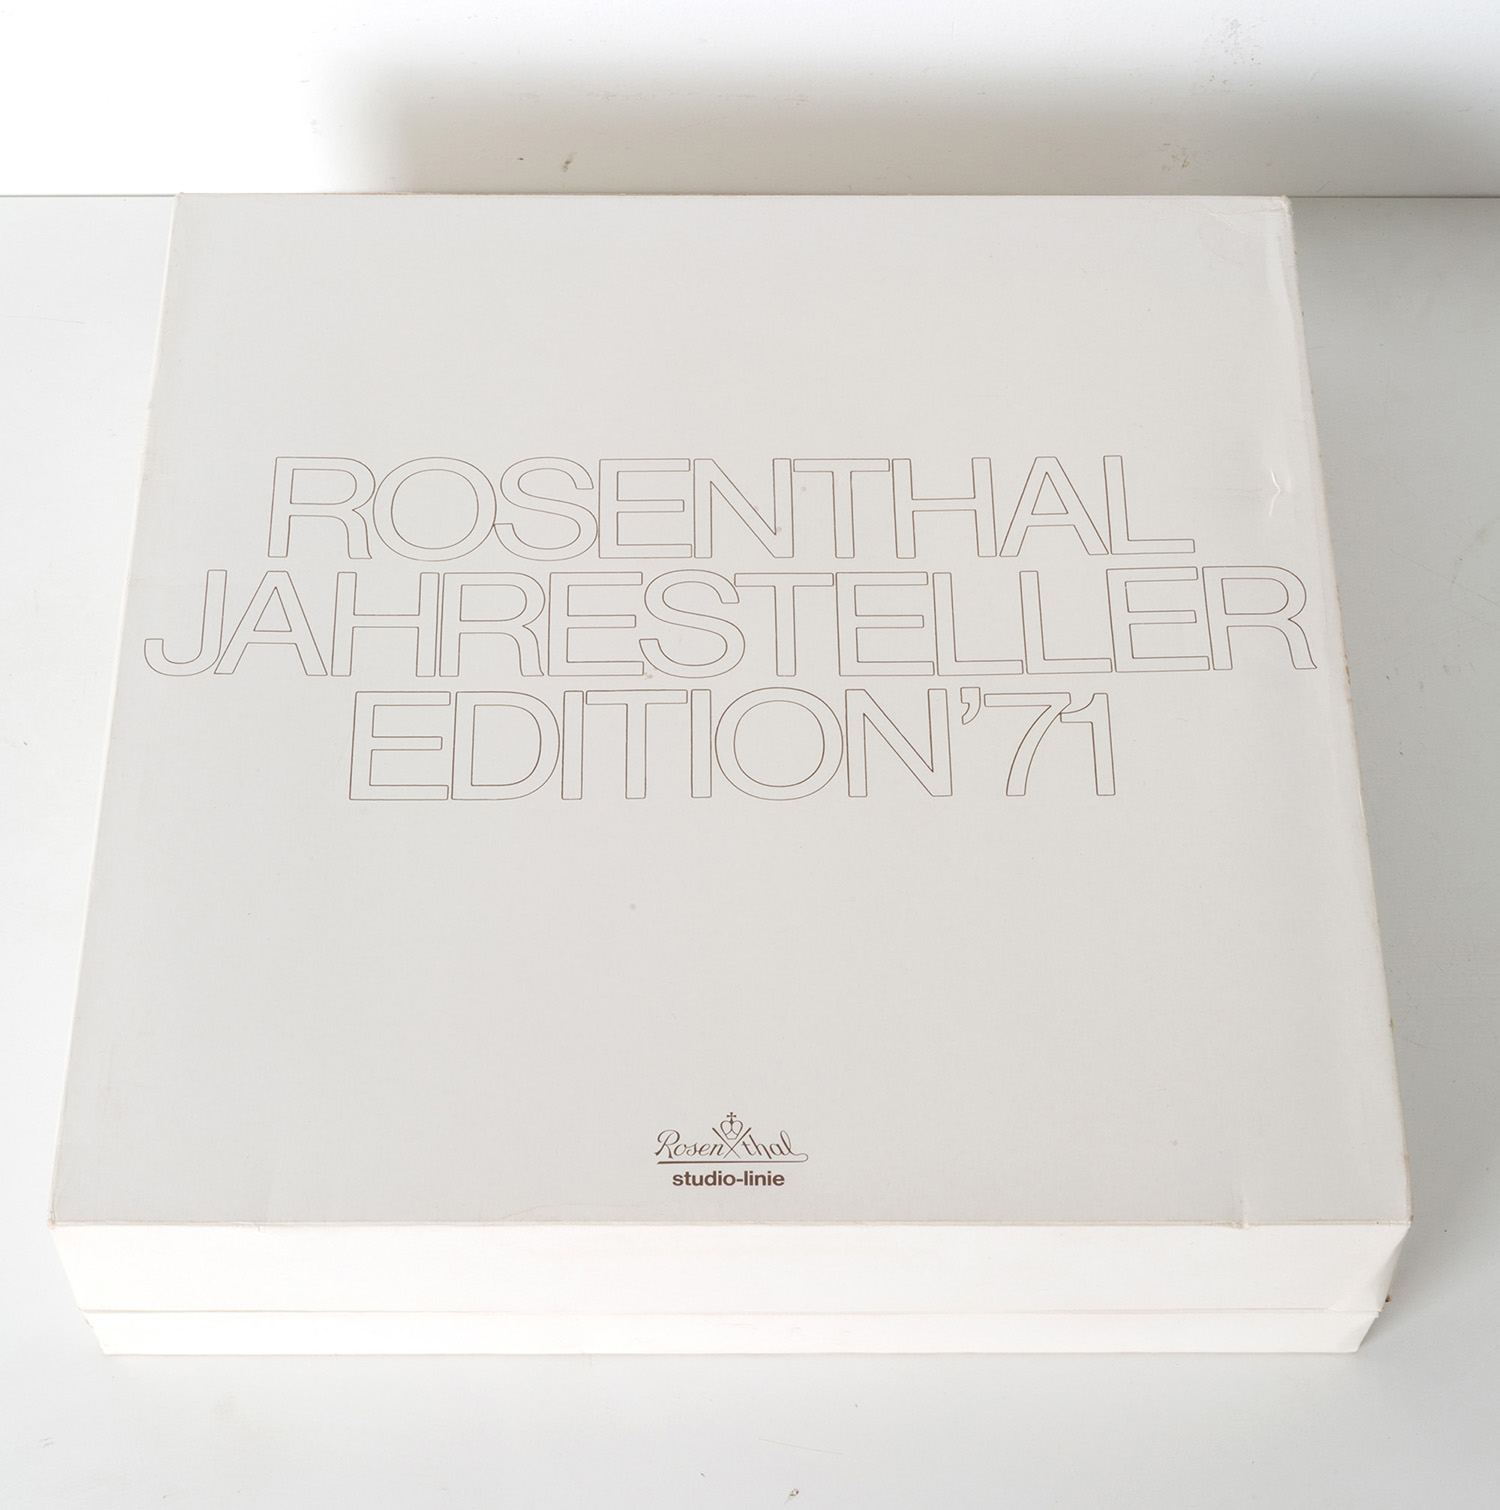 ROSENTHAL
JAHRESTELLER
EDITION'71
Rosenthal
studio-linie